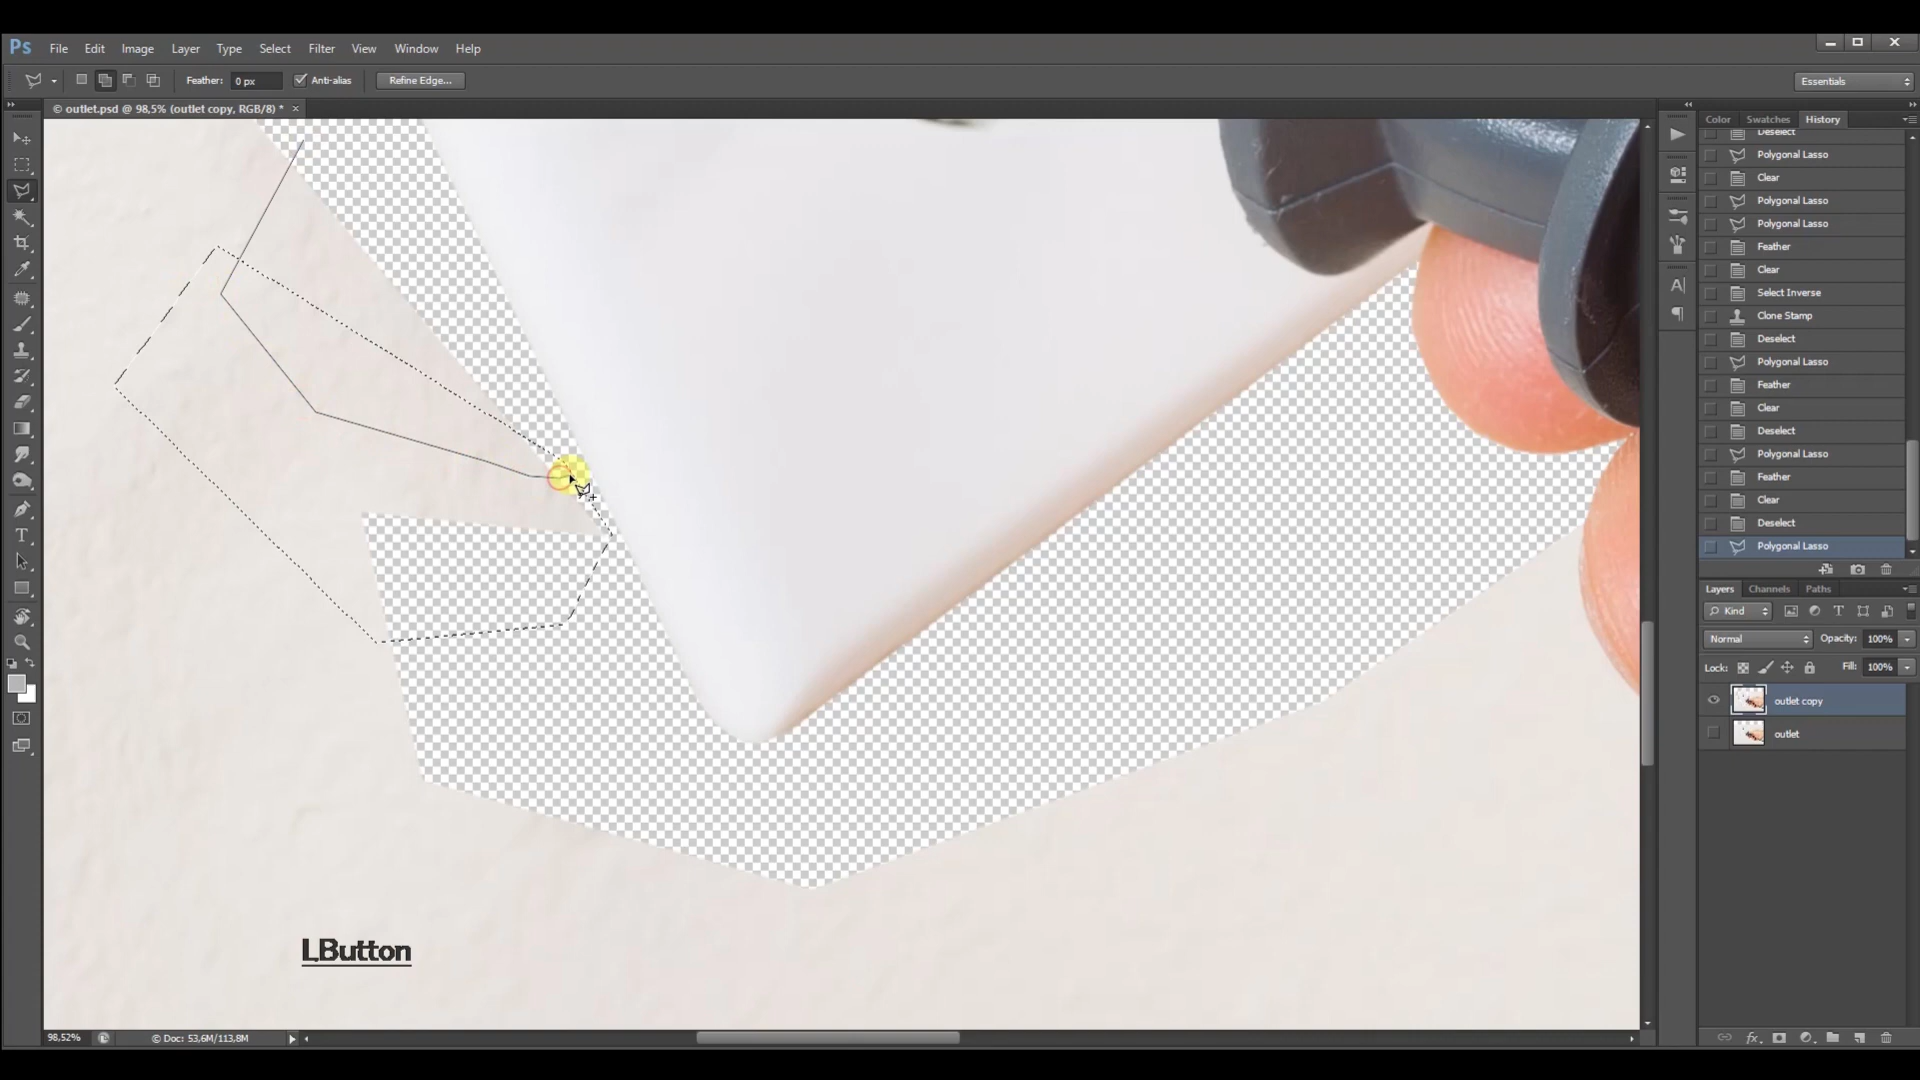 Ps File Edit Image Layer Type Select Filter View Window Help
Feather: 0 px Anti-alias Refine Edge... Essentials
© outlet.psd @ 98,5% (outlet copy, RGB/8) * ×
Color Swatches History
Deselect
Polygonal Lasso
Clear
Polygonal Lasso
Polygonal Lasso
Feather
Clear
Select Inverse
Clone Stamp
Deselect
Polygonal Lasso
Feather
Clear
Deselect
Polygonal Lasso
Feather
Clear
Deselect
Polygonal Lasso
Layers Channels Paths
Kind
Normal Opacity: 100%
Lock: Fill: 100%
outlet copy
outlet
LButton
98,52% © Doc: 53,6M/113,8M